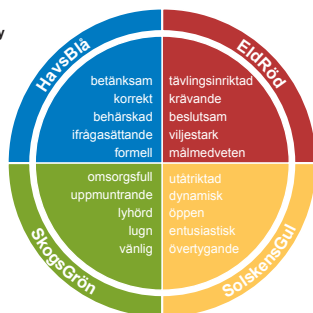 y
HavsBlå
EldRöd
betänksam
korrekt
behärskad
ifrågasättande
formell
tävlingsinriktad
krävande
beslutsam
viljestark
målmedveten
omsorgsfull
uppmuntrande
lyhörd
lugn
vänlig
utåtriktad
dynamisk
öppen
entusiastisk
övertygande
SkogsGrön
SolskensGul